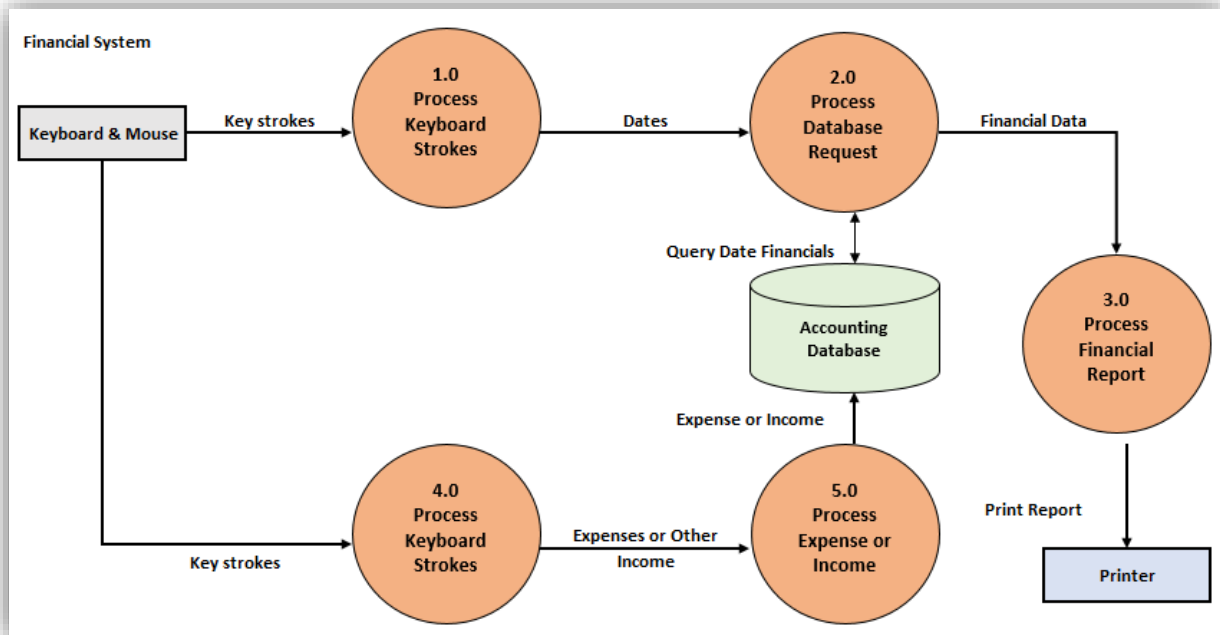 Financial System
1.0
Process
Keyboard
Strokes
2.0
Process
Database
Request
Keyboard & Mouse
Key strokes
Dates
Financial Data
Query Date Financials
3.0
Process
Financial
Report
Accounting
Database
Expense or Income
4.0
Process
Keyboard
Strokes
5.0
Process
Expense or
Income
Print Report
Expenses or Other
Income
Key strokes
Printer